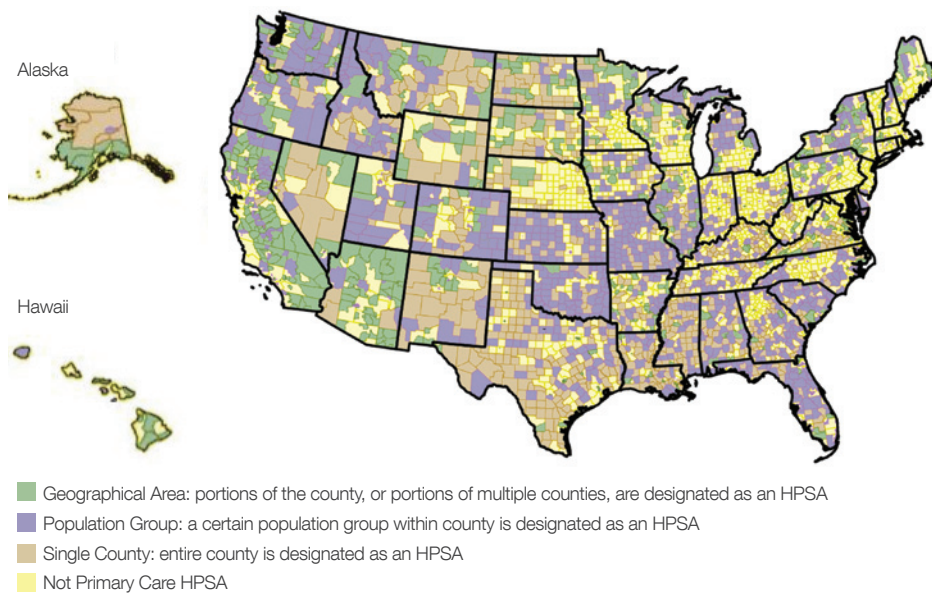 Alaska
Hawaii
Geographical Area: portions of the county, or portions of multiple counties, are designated as an HPSA
Population Group: a certain population group within county is designated as an HPSA
Single County: entire county is designated as an HPSA
Not Primary Care HPSA